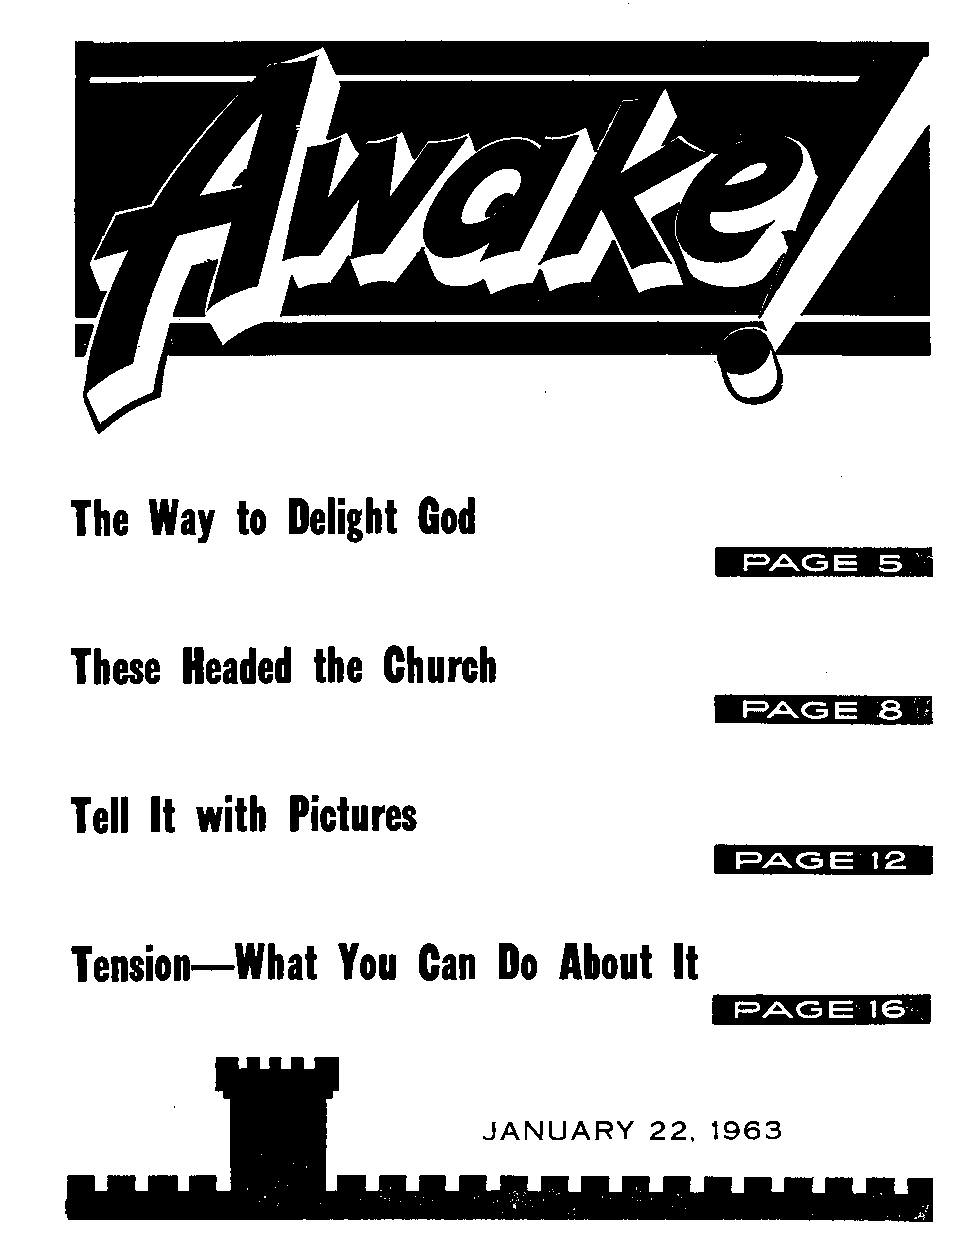 Awake!
The Way to Delight God
PAGE 5
These Headed the Church
PAGE 8
Tell It with Pictures
PAGE 12
Tension—What You Can Do About It
PAGE 16
JANUARY 22, 1963